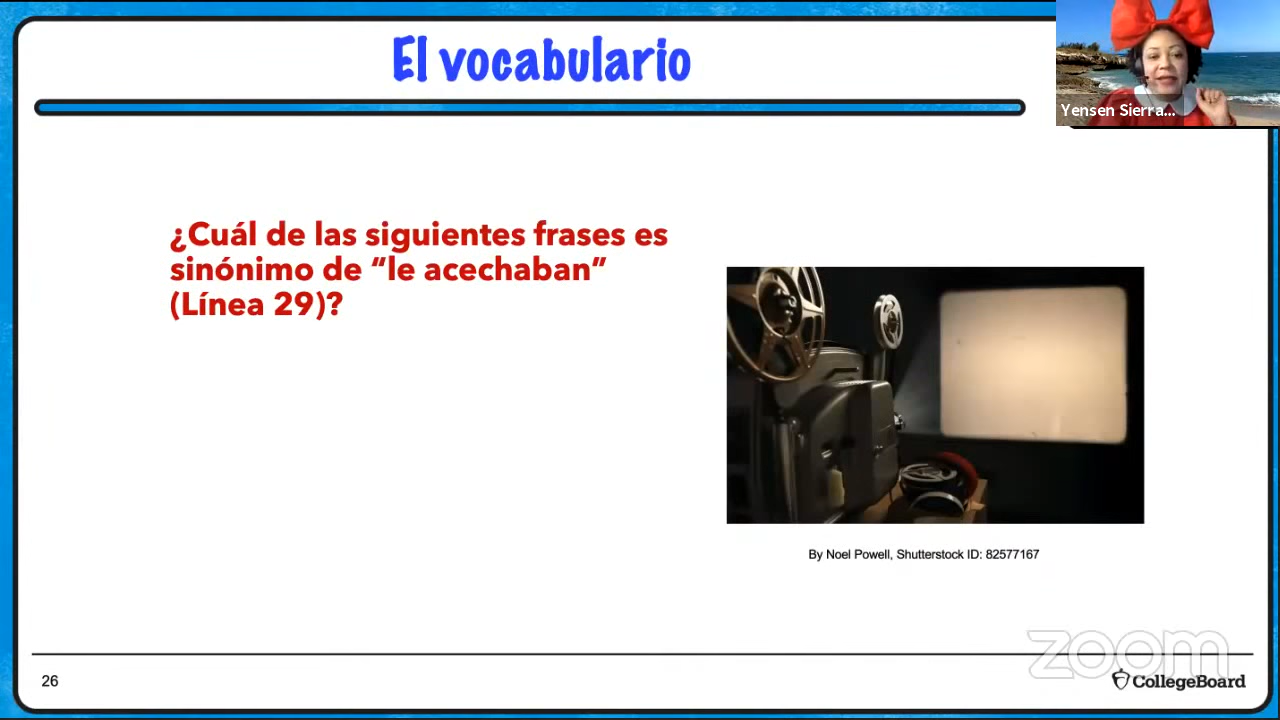 El vocabulario
Yensen Sierra...
¿Cuál de las siguientes frases es
sinónimo de “le acechaban”
(Línea 29)?
By Noel Powell, Shutterstock ID: 82577167
zoom
26
CollegeBoard